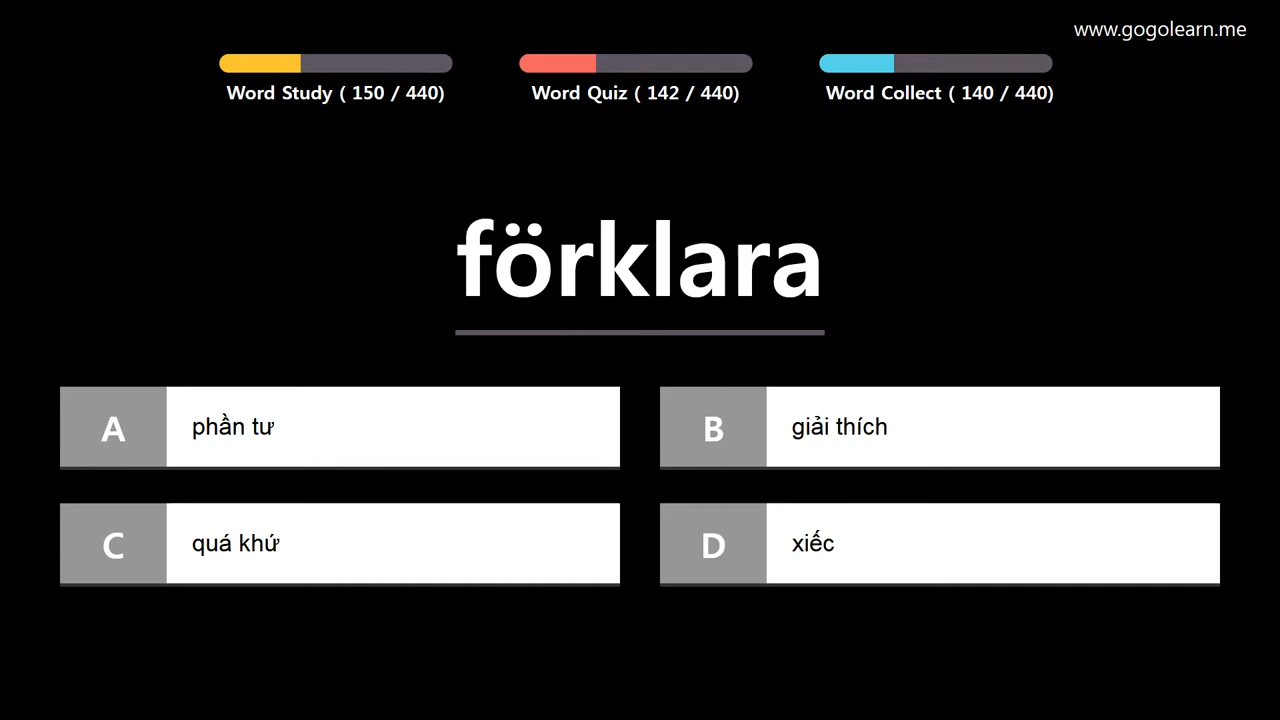 www.gogolearn.me
Word Study ( 150 / 440)
Word Quiz ( 142 / 440)
Word Collect ( 140 / 440)
förklara
A phần tư
B giải thích
C quá khứ
D xiếc